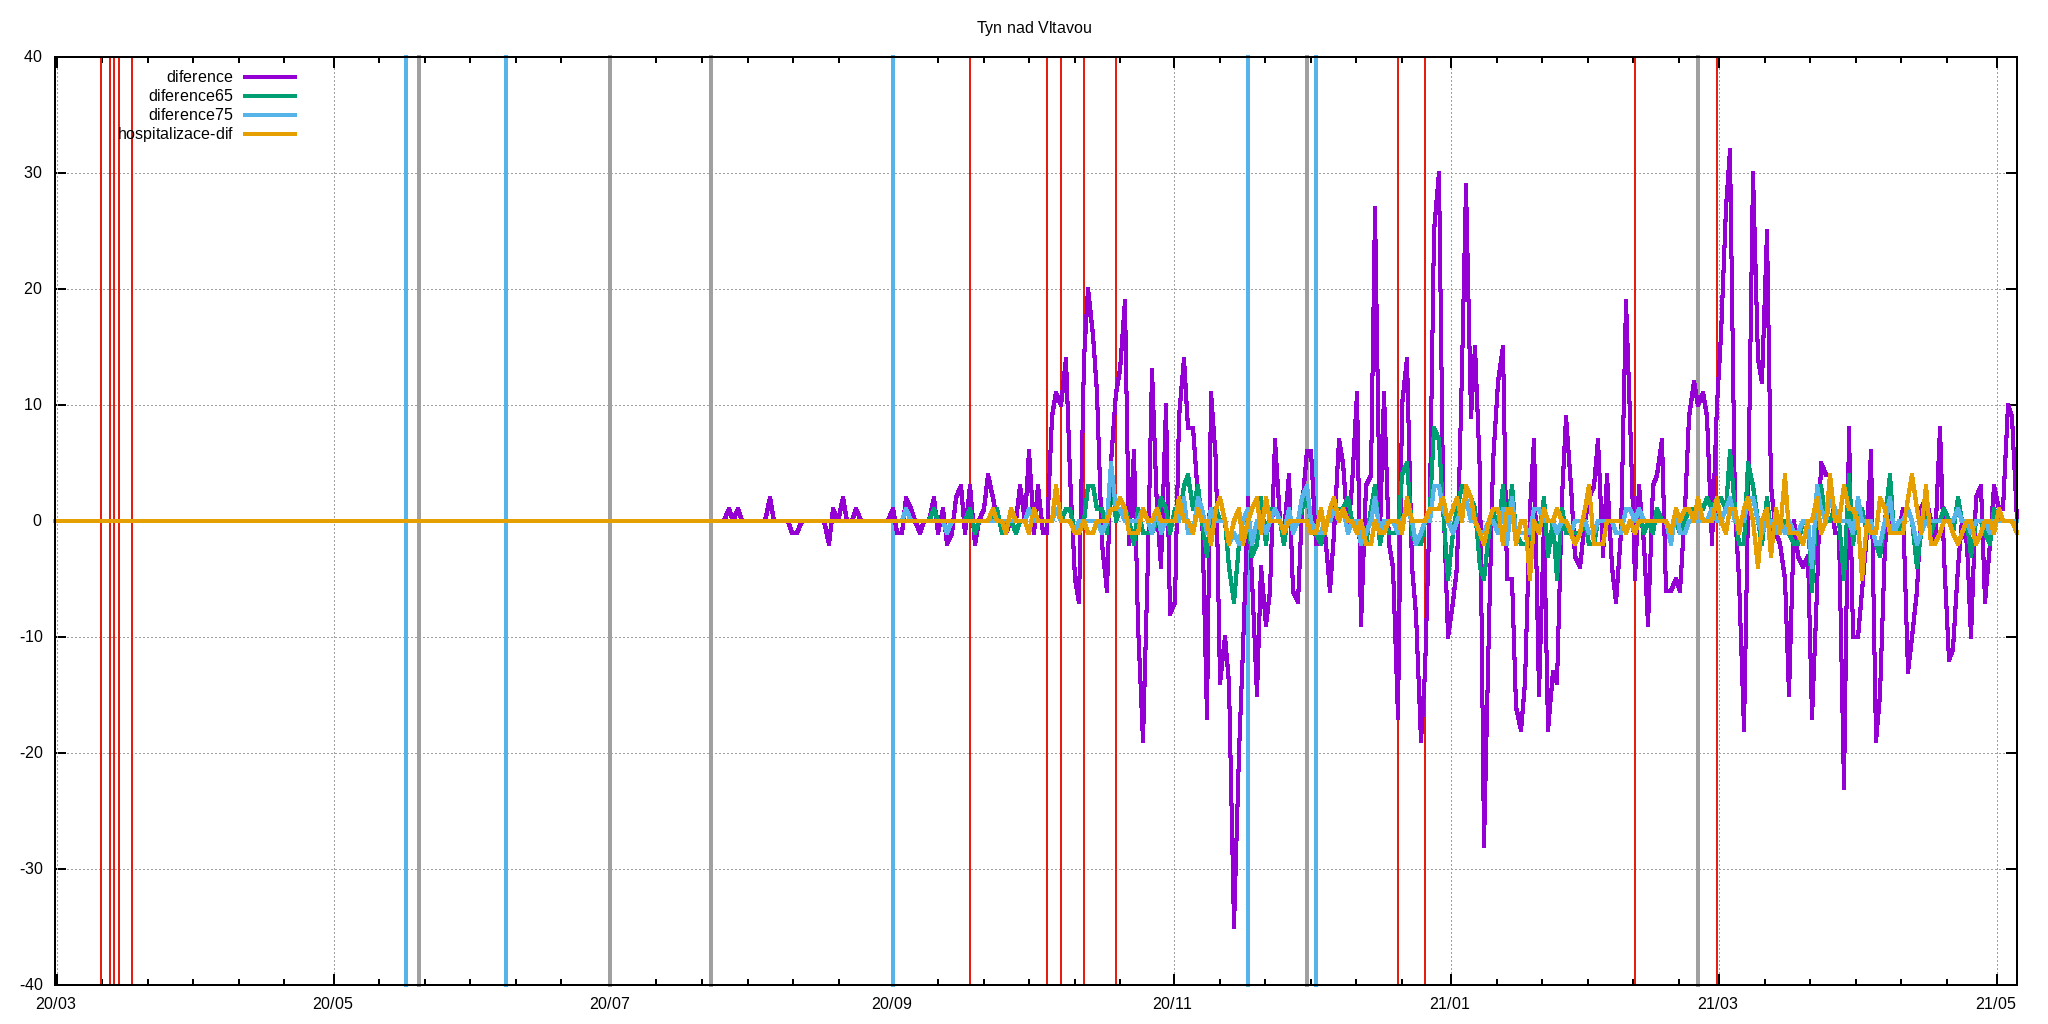 Tyn nad Vltavou
diference
diference65
diference75
hospitalizace-dif
40
30
20
10
0
-10
-20
-30
-40
20/03 20/05 20/07 20/09 20/11 21/01 21/03 21/05